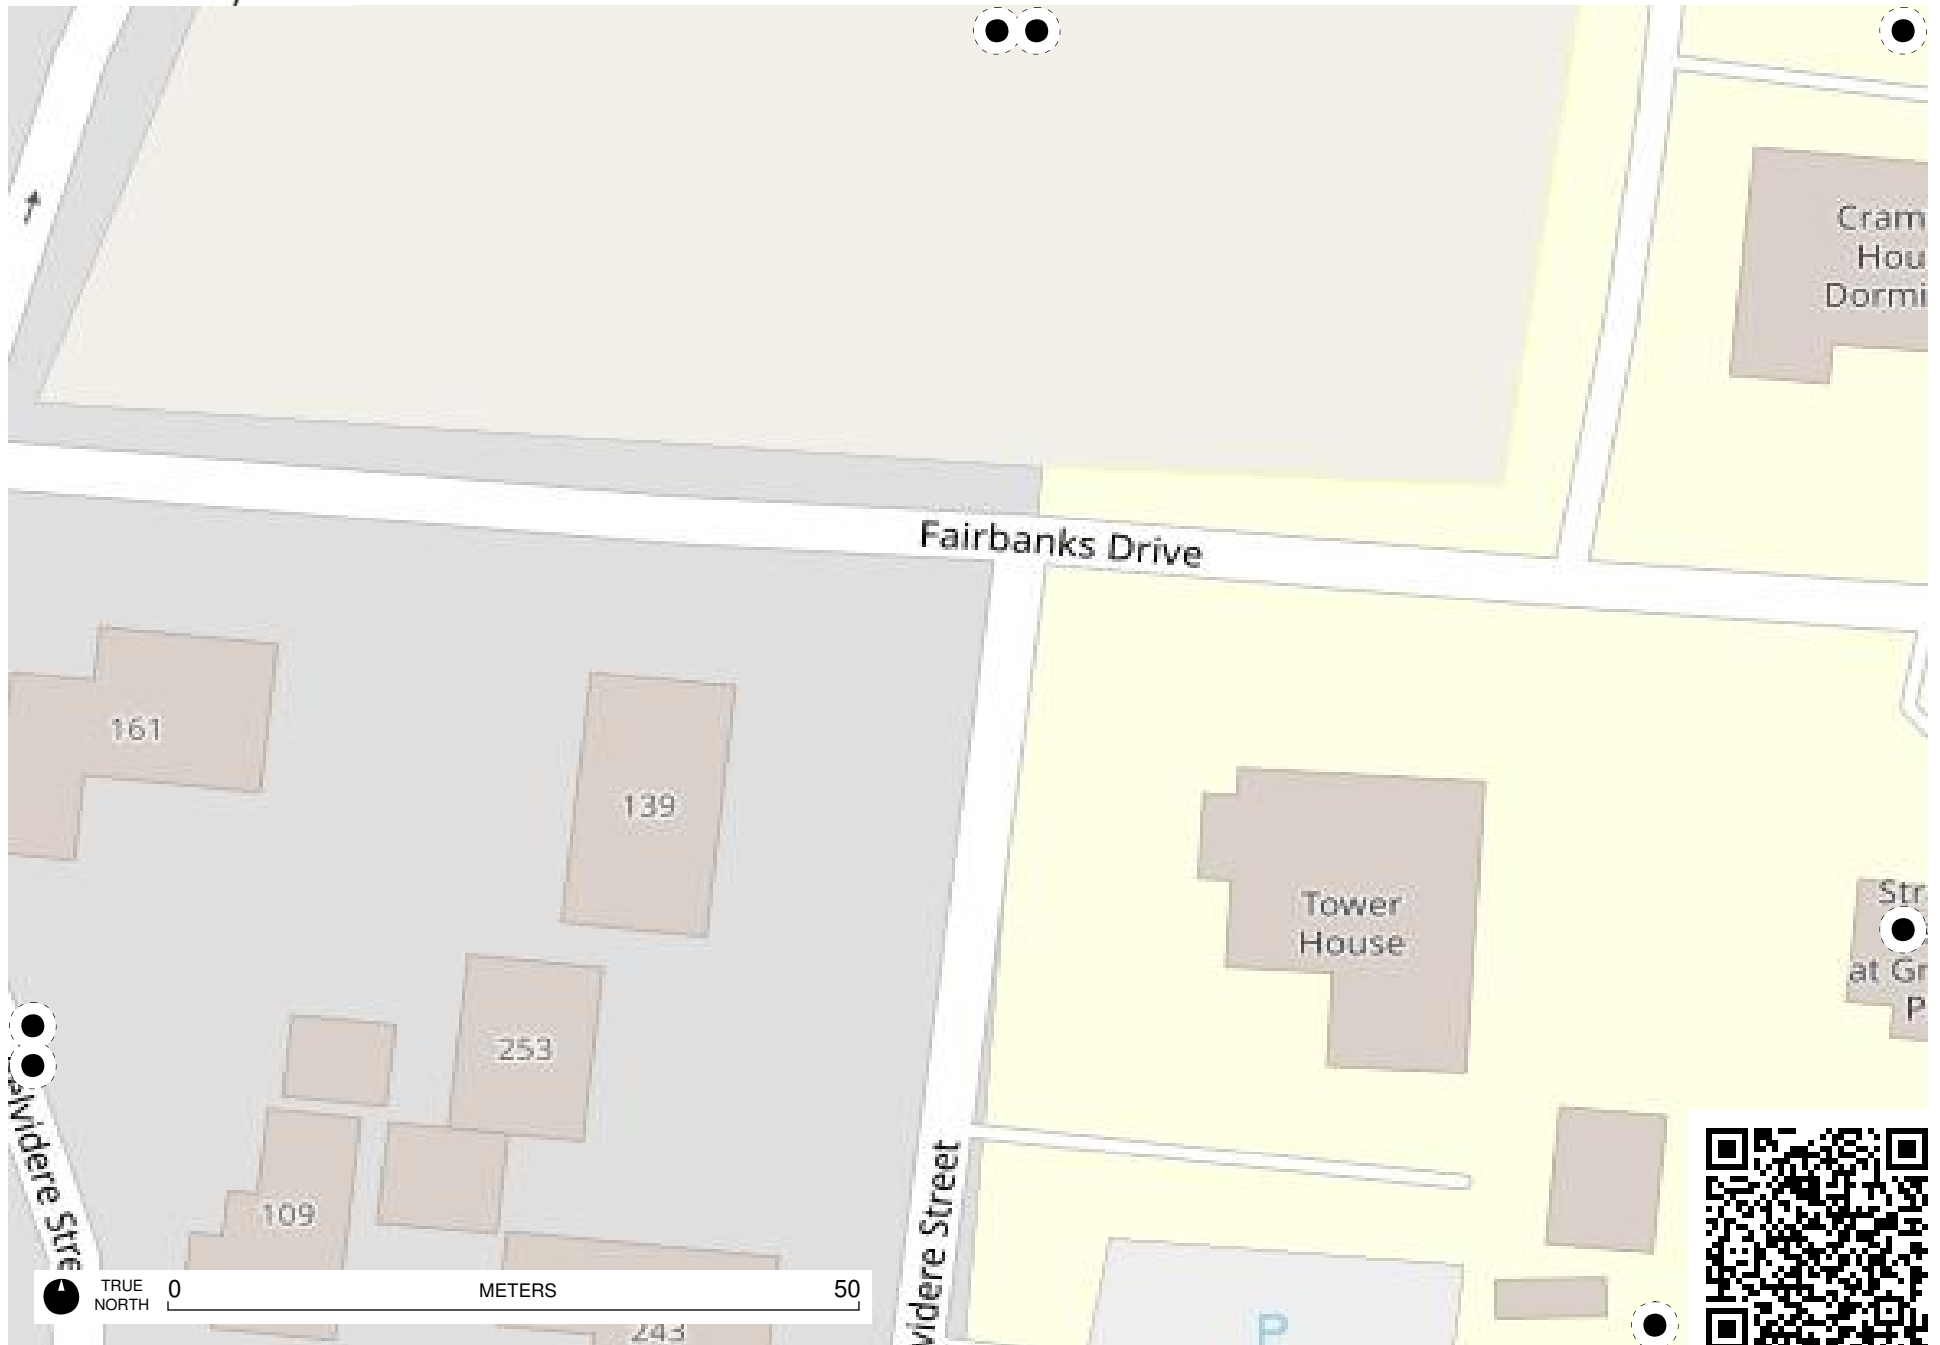 Cram
Hou
Dormi
Fairbanks Drive
161
139
Tower
House
Str
at Gr
P
253
elvidere Stre
109
videre Street
TRUE
NORTH
0
METERS
50
243
P